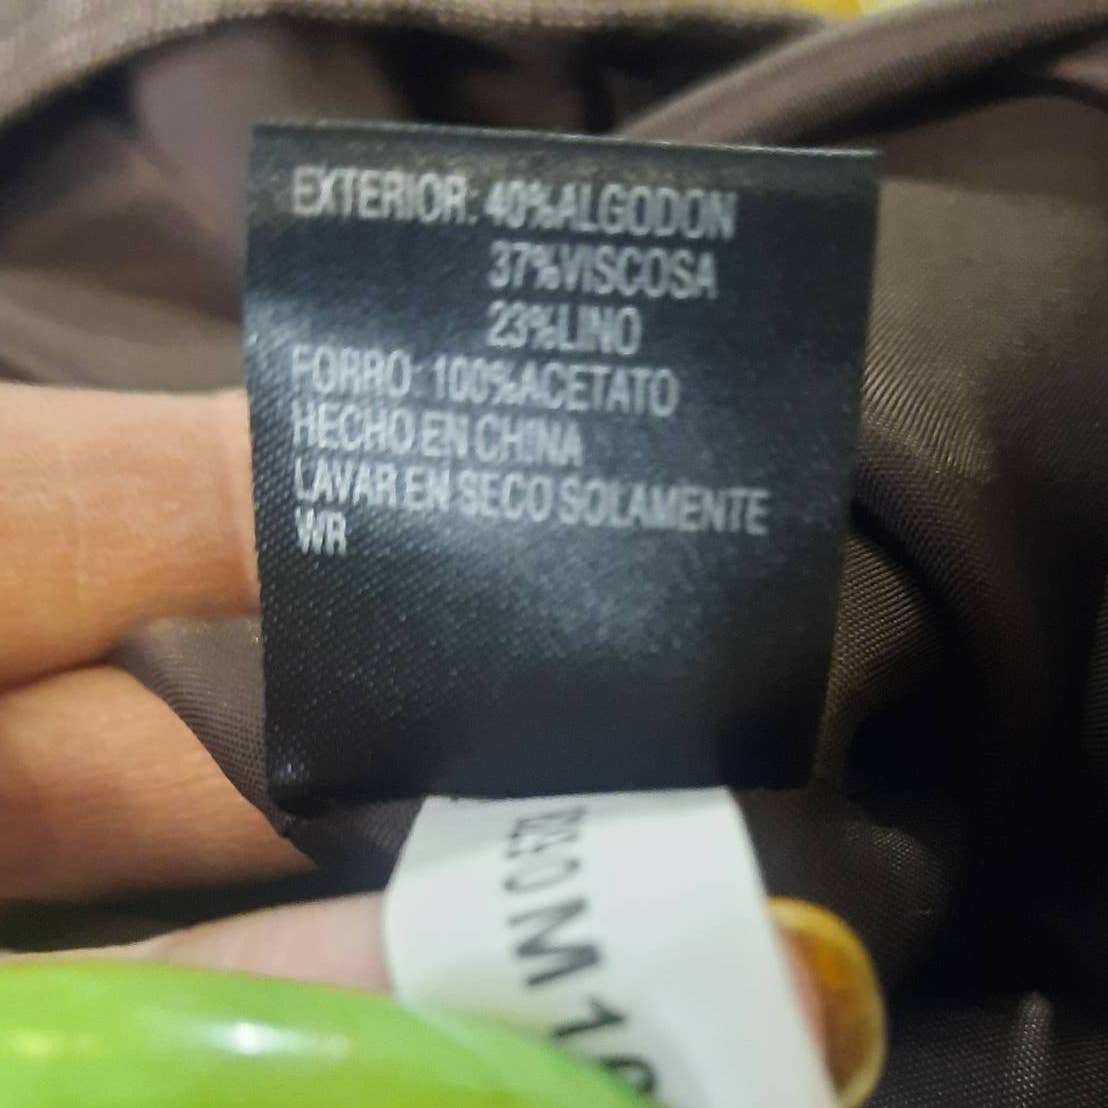 EXTERIOR: 40%ALGODON
37%VISCOSA
23%LINO
FORRO: 100%ACETATO
HECHO EN CHINA
LAVAR EN SECO SOLAMENTE
WR
M